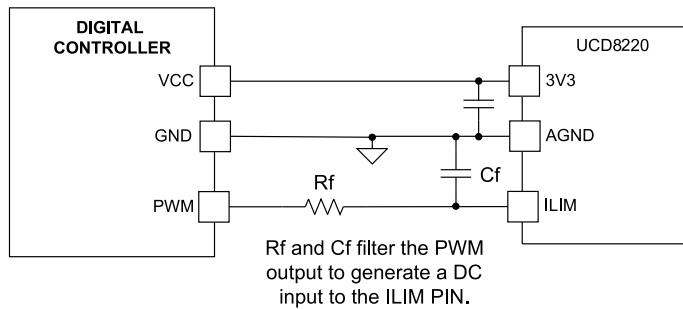 DIGITAL
CONTROLLER
UCD8220
VCC
3V3
GND
AGND
Rf
Cf
PWM
ILIM
Rf and Cf filter the PWM
output to generate a DC
input to the ILIM PIN.